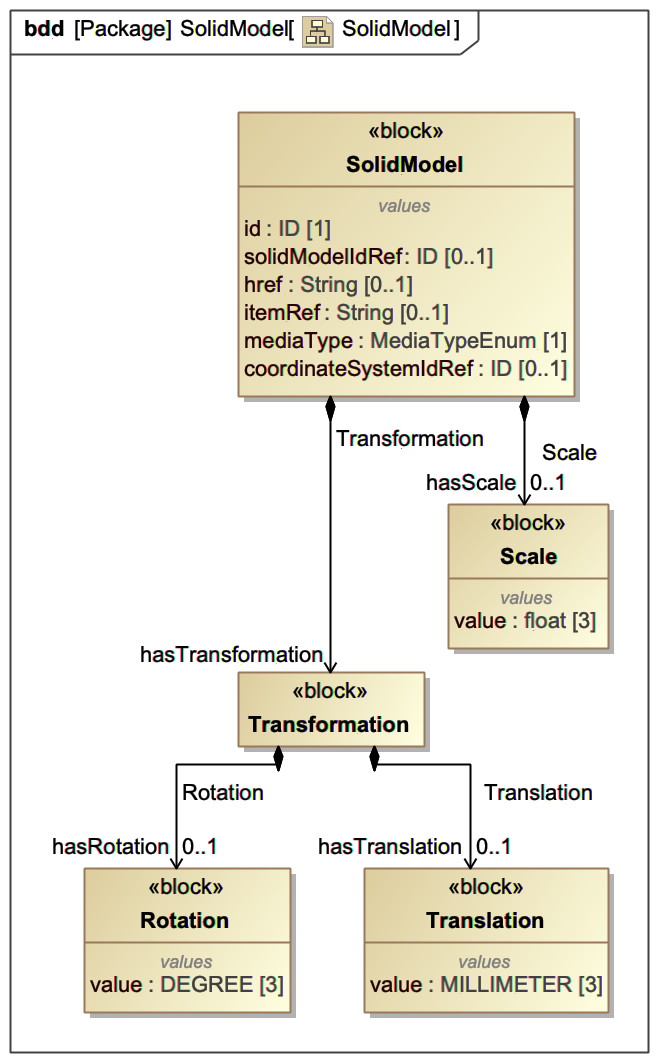 bdd [Package] SolidModel[ SolidModel]
«block»
SolidModel
values
id : ID [1]
solidModelIdRef : ID [0..1]
href : String [0..1]
itemRef : String [0..1]
mediaType : MediaTypeEnum [1]
coordinateSystemIdRef : ID [0..1]
Transformation
Scale
hasScale 0..1
«block»
Scale
values
value : float [3]
hasTransformation
«block»
Transformation
Rotation
Translation
hasRotation 0..1
hasTranslation 0..1
«block»
Rotation
values
value : DEGREE [3]
«block»
Translation
values
value : MILLIMETER [3]